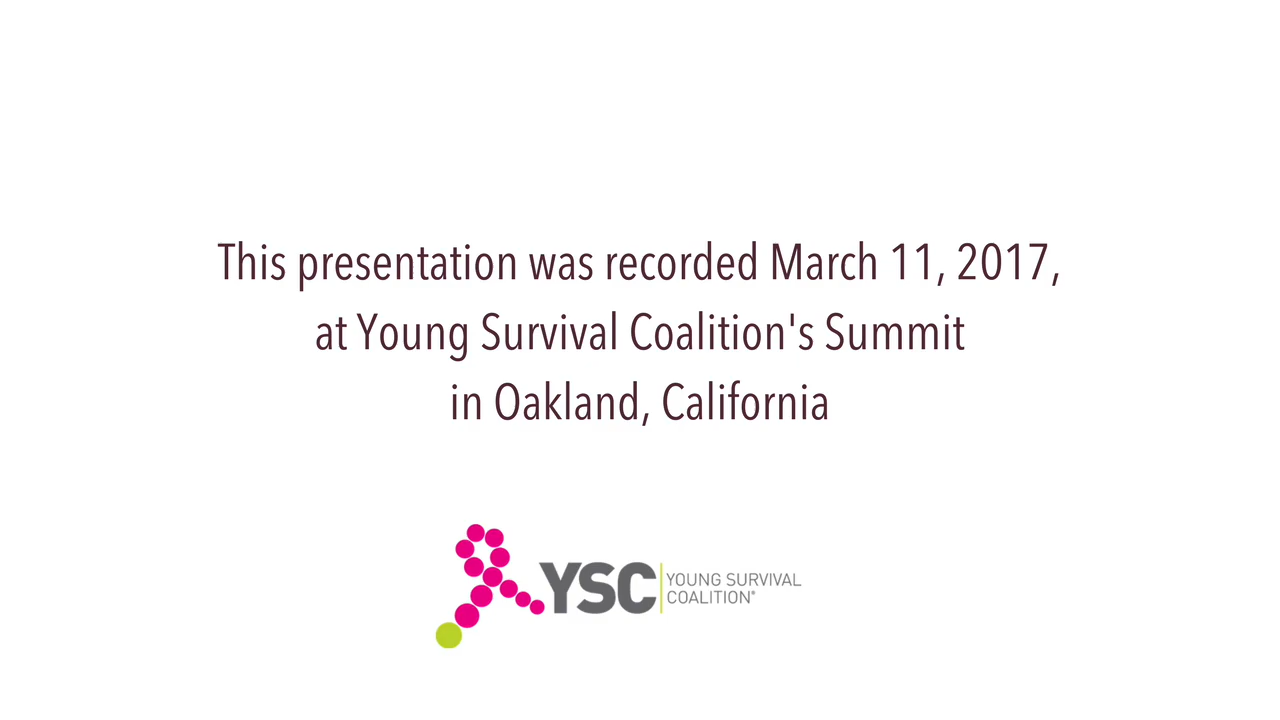 This presentation was recorded March 11, 2017,
at Young Survival Coalition's Summit
in Oakland, California
YSC
YOUNG SURVIVAL
COALITION®